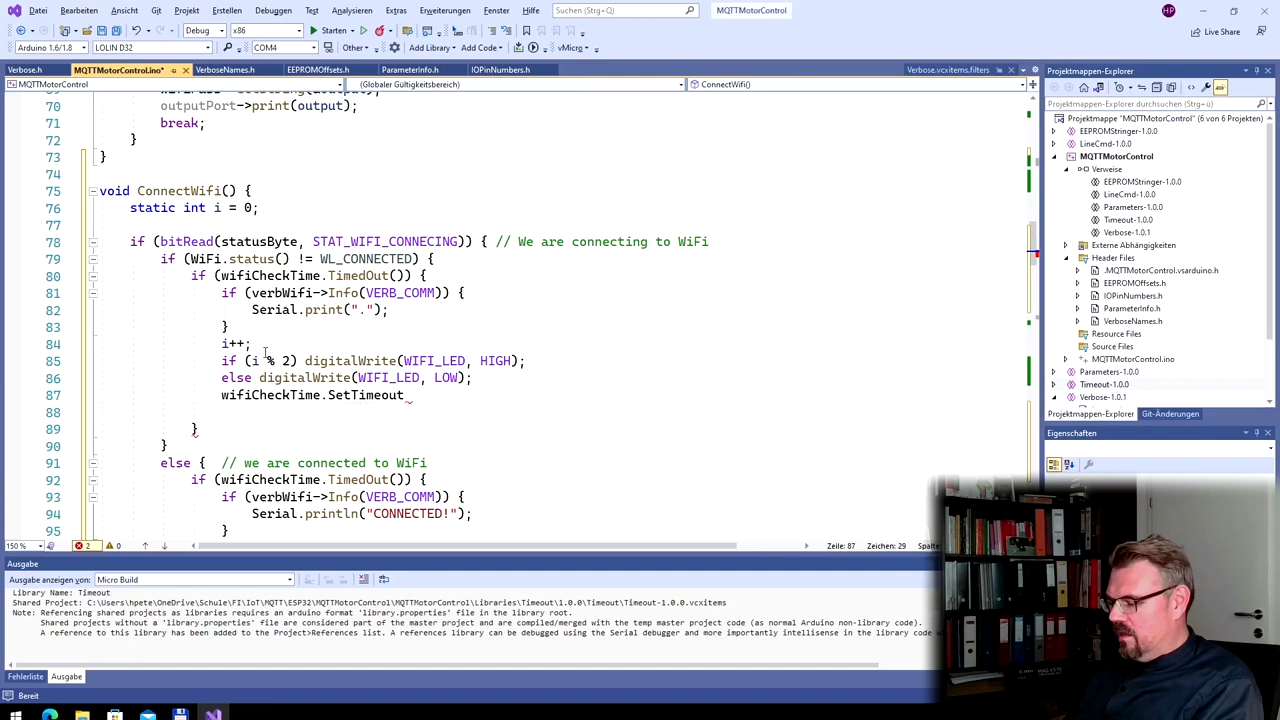 Datei Bearbeiten Ansicht Git Projekt Erstellen Debuggen Test Analysieren Extras Erweiterungen Fenster Hilfe Suchen (Strg+Q) MQTTMotorControl HP
Debug x86 Starten Live Share
Arduino 1.6/1.8 LOLIN D32 COM4 Other Add Library Add Code vMicro
Verbose.h MQTTMotorControl.ino* VerboseNames.h EEPROMOffsets.h ParameterInfo.h IOPinNumbers.h Verbose.vcxitems.filters
MQTTMotorControl (Globaler Gültigkeitsbereich) ConnectWifi()
70 outputPort->print(output);
71 break;
72 }
73 }
74
75 void ConnectWifi() {
76 static int i = 0;
77
78 if (bitRead(statusByte, STAT_WIFI_CONNECING)) { // We are connecting to WiFi
79 if (WiFi.status() != WL_CONNECTED) {
80 if (wifiCheckTime.TimedOut()) {
81 if (verbWifi->Info(VERB_COMM)) {
82 Serial.print(".");
83 }
84 i++;
85 if (i % 2) digitalWrite(WIFI_LED, HIGH);
86 else digitalWrite(WIFI_LED, LOW);
87 wifiCheckTime.SetTimeout
88
89 }
90 }
91 else { // we are connected to WiFi
92 if (wifiCheckTime.TimedOut()) {
93 if (verbWifi->Info(VERB_COMM)) {
94 Serial.println("CONNECTED!");
95 }
150 % 2 0 Zeile: 87 Zeichen: 29 Spalte
Ausgabe
Ausgabe anzeigen von: Micro Build
Library Name: Timeout
Shared Project: C:\Users\hpete\OneDrive\Schule\FI\IoT\MQTT\ESP32\MQTTMotorControl\MQTTMotorControl\Libraries\Timeout\1.0.0\Timeout\Timeout-1.0.0.vcxitems
Note: Referencing shared projects as libraries requires an arduino format 'library.properties' file in the library root.
Shared projects without a 'library.properties' file are considered part of the master project and are compiled/merged with the temp master project code (as normal Arduino non-library code).
A reference to this library has been added to the Project>References list. A references library can be debugged using the Serial debugger and more importantly intellisense in the library code
Fehlerliste Ausgabe
Bereit
Projektmappen-Explorer
Projektmappen-Explorer durchsuchen (Strg+ü)
Projektmappe "MQTTMotorControl" (6 von 6 Projekten)
EEPROMStringer-1.0.0
LineCmd-1.0.0
MQTTMotorControl
Verweise
EEPROMStringer-1.0.0
LineCmd-1.0.0
Parameters-1.0.0
Timeout-1.0.0
Verbose-1.0.1
Externe Abhängigkeiten
Header Files
.MQTTMotorControl.vsarduino.h
EEPROMOffsets.h
IOPinNumbers.h
ParameterInfo.h
VerboseNames.h
Resource Files
Source Files
MQTTMotorControl.ino
Parameters-1.0.0
Timeout-1.0.0
Verbose-1.0.1
Projektmappen-Explorer Git-Änderungen
Eigenschaften